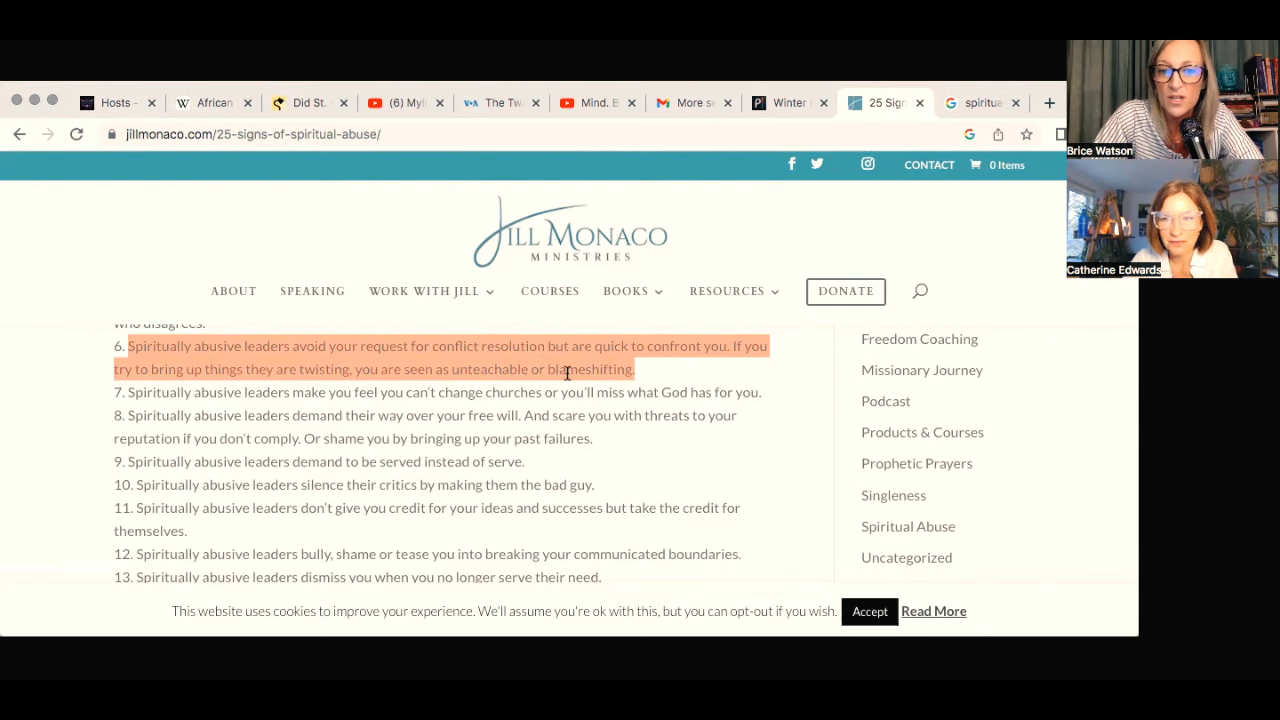 Hosts -
African
Did St.
(6) Myl
The Tw
Mind. B
More se
Winter
25 Sign
spiritua
jillmonaco.com/25-signs-of-spiritual-abuse/
CONTACT 0 Items
JILL MONACO
MINISTRIES
ABOUT SPEAKING WORK WITH JILL COURSES BOOKS RESOURCES DONATE
who disagrees.
6. Spiritually abusive leaders avoid your request for conflict resolution but are quick to confront you. If you
try to bring up things they are twisting, you are seen as unteachable or blameshifting.
7. Spiritually abusive leaders make you feel you can’t change churches or you’ll miss what God has for you.
8. Spiritually abusive leaders demand their way over your free will. And scare you with threats to your
reputation if you don’t comply. Or shame you by bringing up your past failures.
9. Spiritually abusive leaders demand to be served instead of serve.
10. Spiritually abusive leaders silence their critics by making them the bad guy.
11. Spiritually abusive leaders don’t give you credit for your ideas and successes but take the credit for
themselves.
12. Spiritually abusive leaders bully, shame or tease you into breaking your communicated boundaries.
13. Spiritually abusive leaders dismiss you when you no longer serve their need.
Freedom Coaching
Missionary Journey
Podcast
Products & Courses
Prophetic Prayers
Singleness
Spiritual Abuse
Uncategorized
This website uses cookies to improve your experience. We'll assume you're ok with this, but you can opt-out if you wish. Accept Read More
Brice Watson
Catherine Edwards